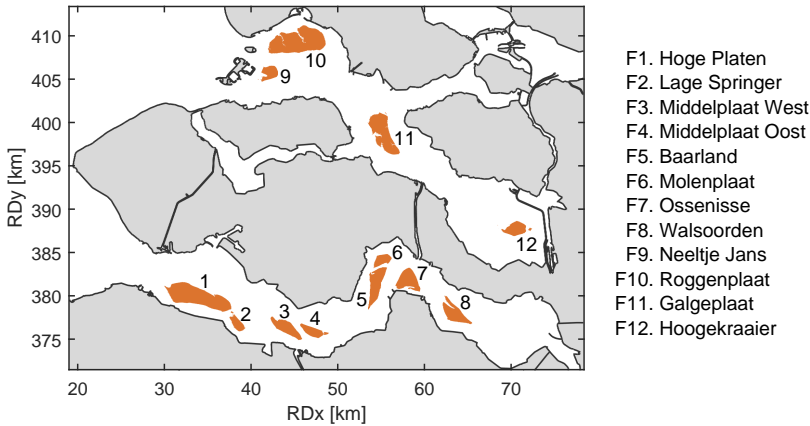 410
405
400
395
390
385
380
375
RDy [km]
20 30 40 50 60 70
RDx [km]
10
9
11
12
1
2
3
4
5
6
7
8
F1. Hoge Platen
F2. Lage Springer
F3. Middelplaat West
F4. Middelplaat Oost
F5. Baarland
F6. Molenplaat
F7. Ossenisse
F8. Walsoorden
F9. Neeltje Jans
F10. Roggenplaat
F11. Galgeplaat
F12. Hoogekraaier